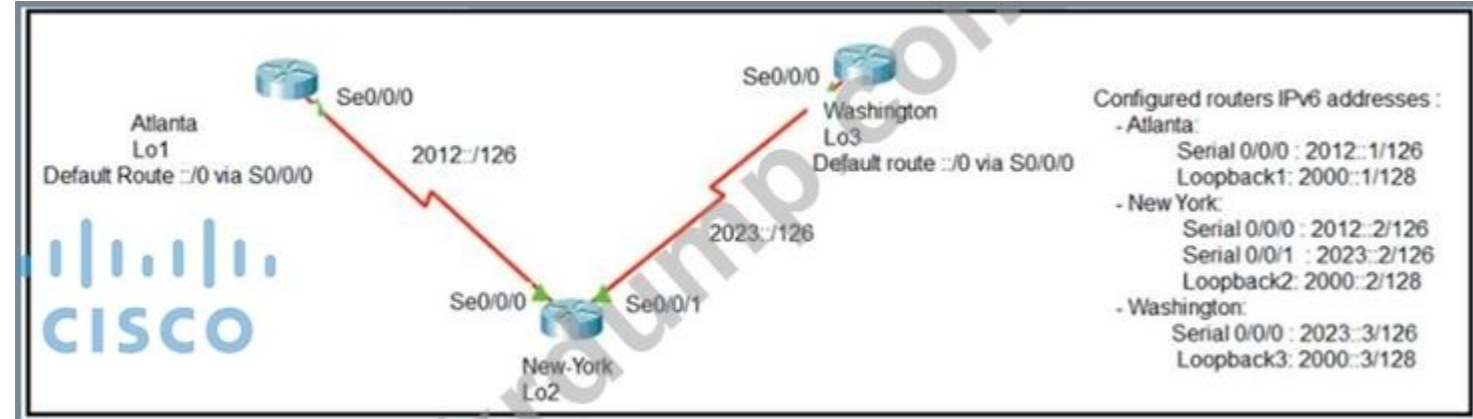 Se0/0/0
Atlanta
Lo1
Default Route ::/0 via S0/0/0
2012::/126
Se0/0/0
Washington
Lo3
Default route ::/0 via S0/0/0
2023::/126
Se0/0/0
Se0/0/1
New-York
Lo2
CISCO
Configured routers IPv6 addresses :
- Atlanta:
Serial 0/0/0 : 2012::1/126
Loopback1: 2000::1/128
- New York:
Serial 0/0/0 : 2012::2/126
Serial 0/0/1 : 2023::2/126
Loopback2: 2000::2/128
- Washington:
Serial 0/0/0 : 2023::3/126
Loopback3: 2000::3/128
rdump.com